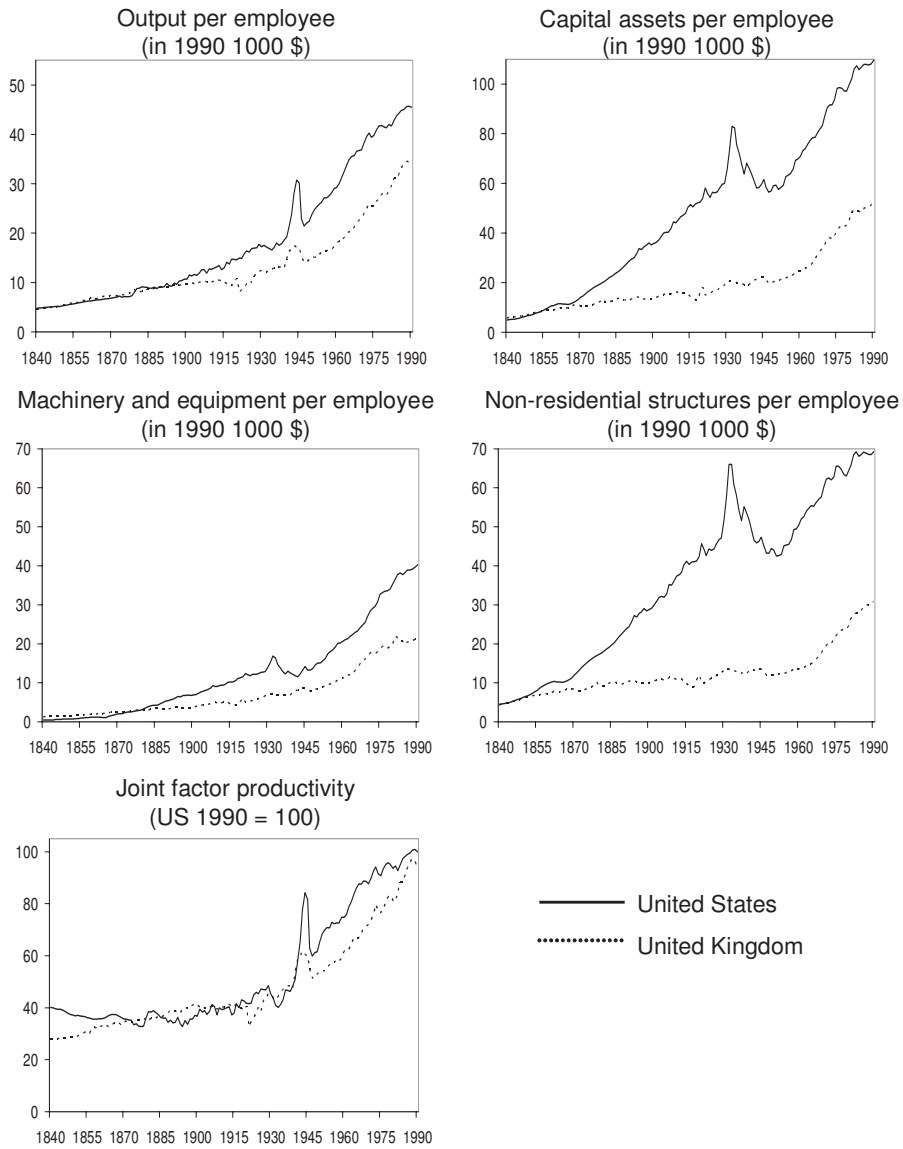 Output per employee
(in 1990 1000 $)
50
40
30
20
10
0
1840 1855 1870 1885 1900 1915 1930 1945 1960 1975 1990
Capital assets per employee
(in 1990 1000 $)
100
80
60
40
20
0
1840 1855 1870 1885 1900 1915 1930 1945 1960 1975 1990
Machinery and equipment per employee
(in 1990 1000 $)
70
60
50
40
30
20
10
0
1840 1855 1870 1885 1900 1915 1930 1945 1960 1975 1990
Non-residential structures per employee
(in 1990 1000 $)
70
60
50
40
30
20
10
0
1840 1855 1870 1885 1900 1915 1930 1945 1960 1975 1990
Joint factor productivity
(US 1990 = 100)
100
80
60
40
20
0
1840 1855 1870 1885 1900 1915 1930 1945 1960 1975 1990
United States
United Kingdom